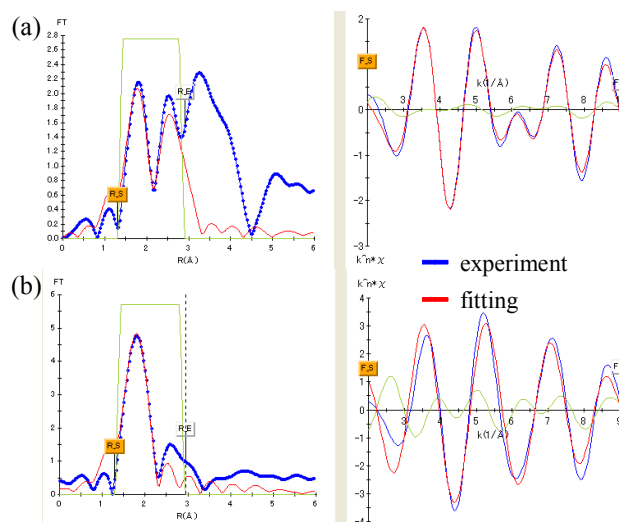 (a)
FT
2.8
2.6
2.4
2.2
2.0
1.8
1.6
1.4
1.2
1.0
0.8
0.6
0.4
0.2
0.0
R_S
R_E
0 1 2 3 4 5 6
R(Å)
F_S
k(1/Å)
3 4 5 6 7 8 9
F
2
1
0
-1
-2
-3
k^n*χ
experiment
fitting
(b)
FT
6
5
4
3
2
1
0
R_S
R_E
0 1 2 3 4 5 6
R(Å)
k^n*χ
4
3
2
1
0
-1
-2
-3
-4
F_S
F
3 4 5 6 7 8 9
k(1/Å)